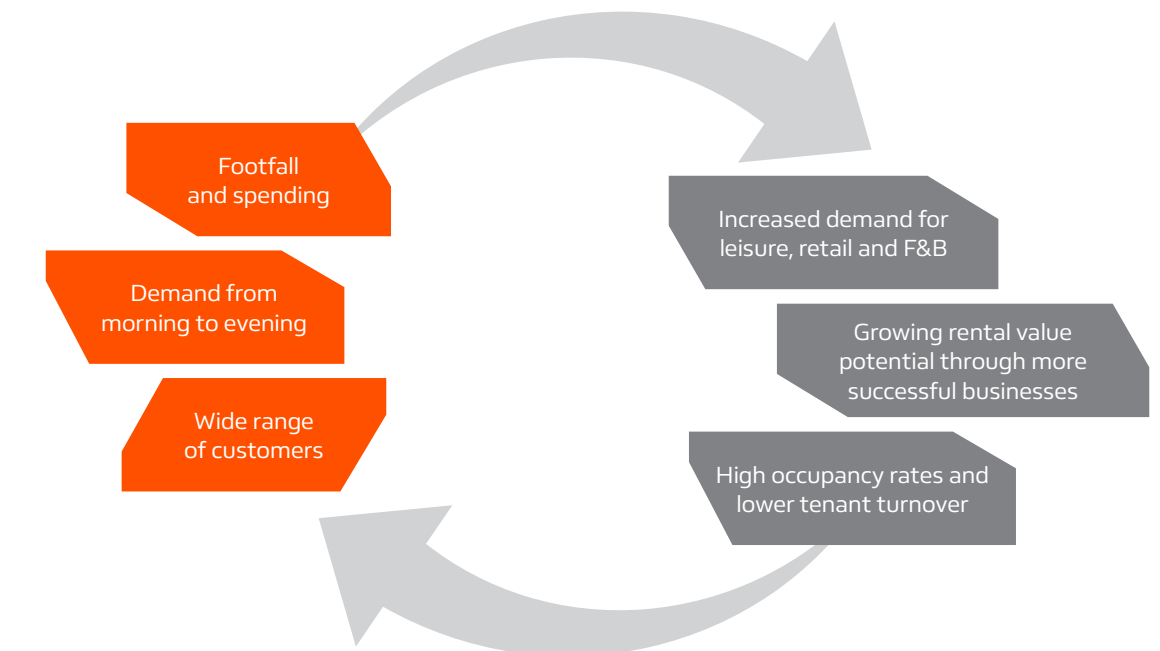 Footfall
and spending
Demand from
morning to evening
Wide range
of customers
Increased demand for
leisure, retail and F&B
Growing rental value
potential through more
successful businesses
High occupancy rates and
lower tenant turnover